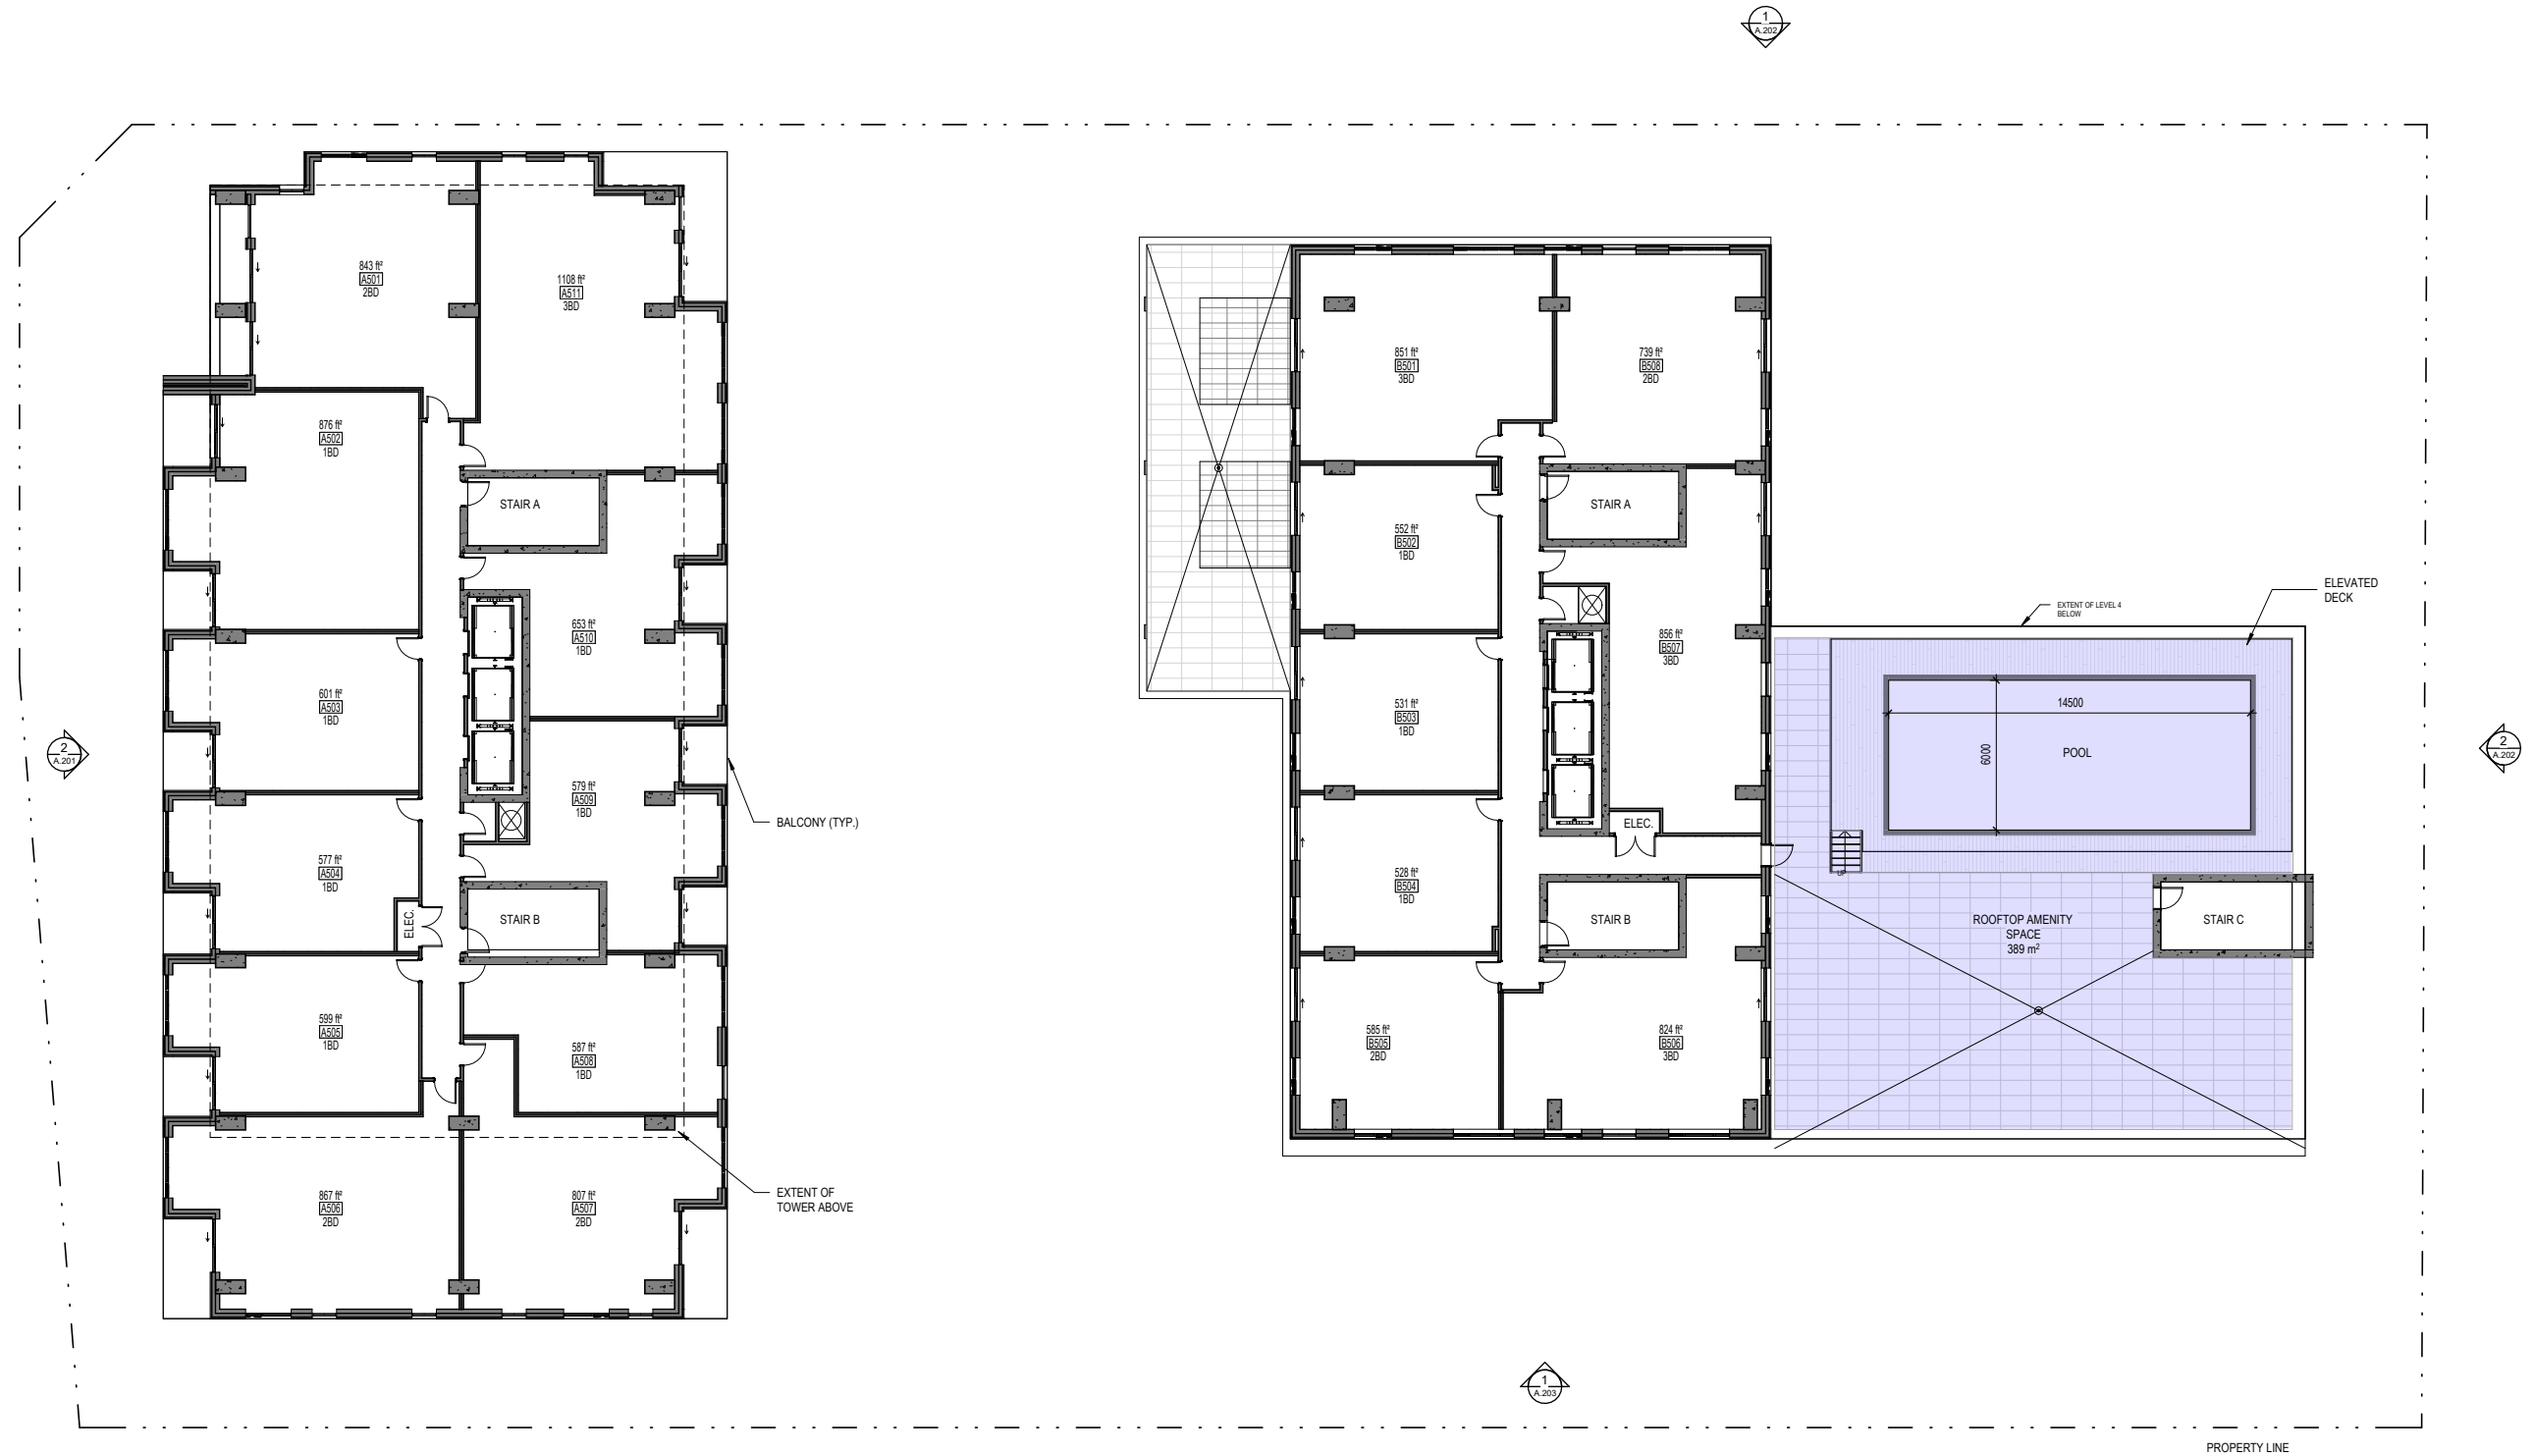 1
A.202
843 ft²
A501
2BD
1108 ft²
A511
3BD
876 ft²
A502
1BD
STAIR A
653 ft²
A510
1BD
601 ft²
A503
1BD
579 ft²
A509
1BD
577 ft²
A504
1BD
ELEC.
STAIR B
599 ft²
A505
1BD
587 ft²
A508
1BD
867 ft²
A506
2BD
807 ft²
A507
2BD
2
A.201
BALCONY (TYP.)
EXTENT OF
TOWER ABOVE
851 ft²
B501
3BD
739 ft²
B508
2BD
552 ft²
B502
1BD
STAIR A
856 ft²
B507
3BD
531 ft²
B503
1BD
ELEC.
528 ft²
B504
1BD
STAIR B
585 ft²
B505
2BD
824 ft²
B506
3BD
ELEVATED
DECK
EXTENT OF LEVEL 4
BELOW
14500
6000
POOL
UP
ROOFTOP AMENITY
SPACE
389 m²
STAIR C
2
A.202
1
A.203
PROPERTY LINE